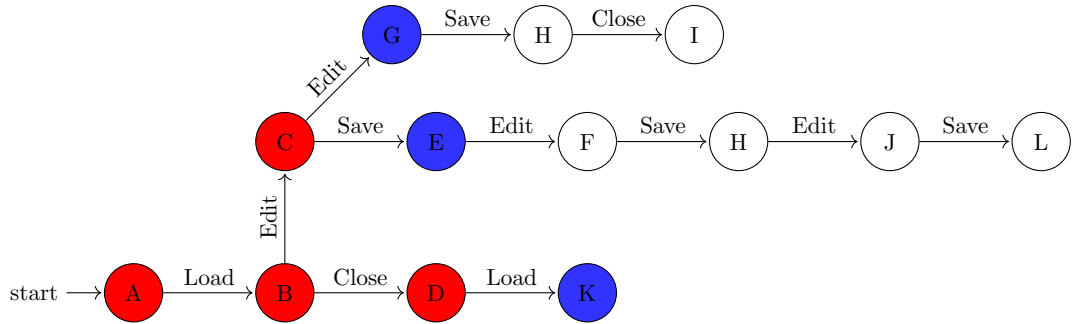 Save Close
G H I
Edit
Save Edit Save Edit Save
C E F H J L
Edit
Load Close Load
start A B D K